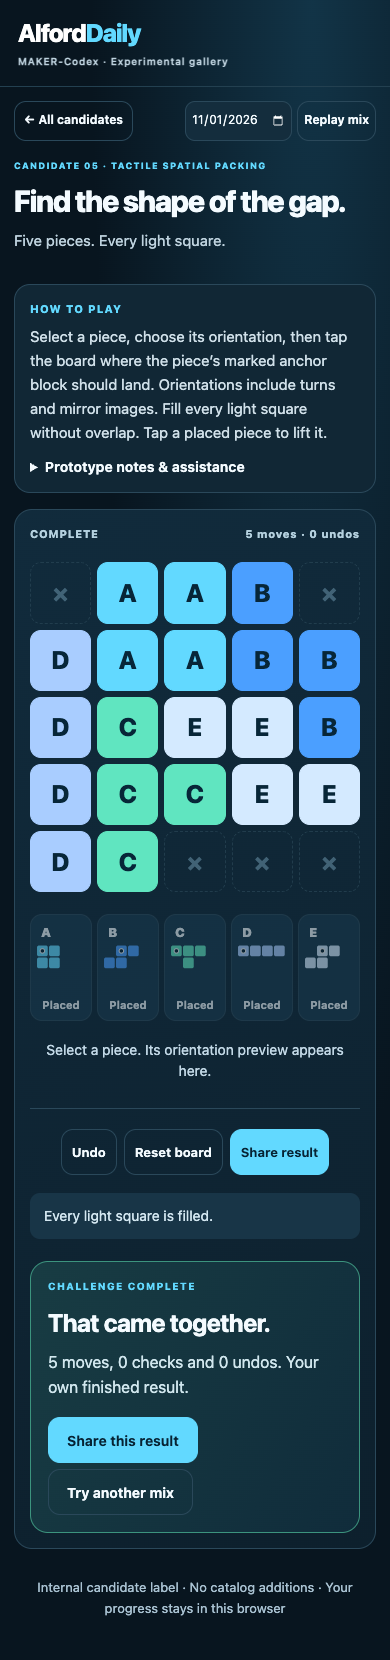 AlfordDaily
MAKER-Codex · Experimental gallery
← All candidates
11/01/2026
Replay mix
CANDIDATE 05 · TACTILE SPATIAL PACKING
Find the shape of the gap.
Five pieces. Every light square.
HOW TO PLAY
Select a piece, choose its orientation, then tap
the board where the piece’s marked anchor
block should land. Orientations include turns
and mirror images. Fill every light square
without overlap. Tap a placed piece to lift it.
▶ Prototype notes & assistance
COMPLETE
5 moves · 0 undos
× A A B ×
D A A B B
D C E E B
D C C E E
D C × × ×
A B C D E
Placed Placed Placed Placed Placed
Select a piece. Its orientation preview appears
here.
Undo
Reset board
Share result
Every light square is filled.
CHALLENGE COMPLETE
That came together.
5 moves, 0 checks and 0 undos. Your
own finished result.
Share this result
Try another mix
Internal candidate label · No catalog additions · Your
progress stays in this browser